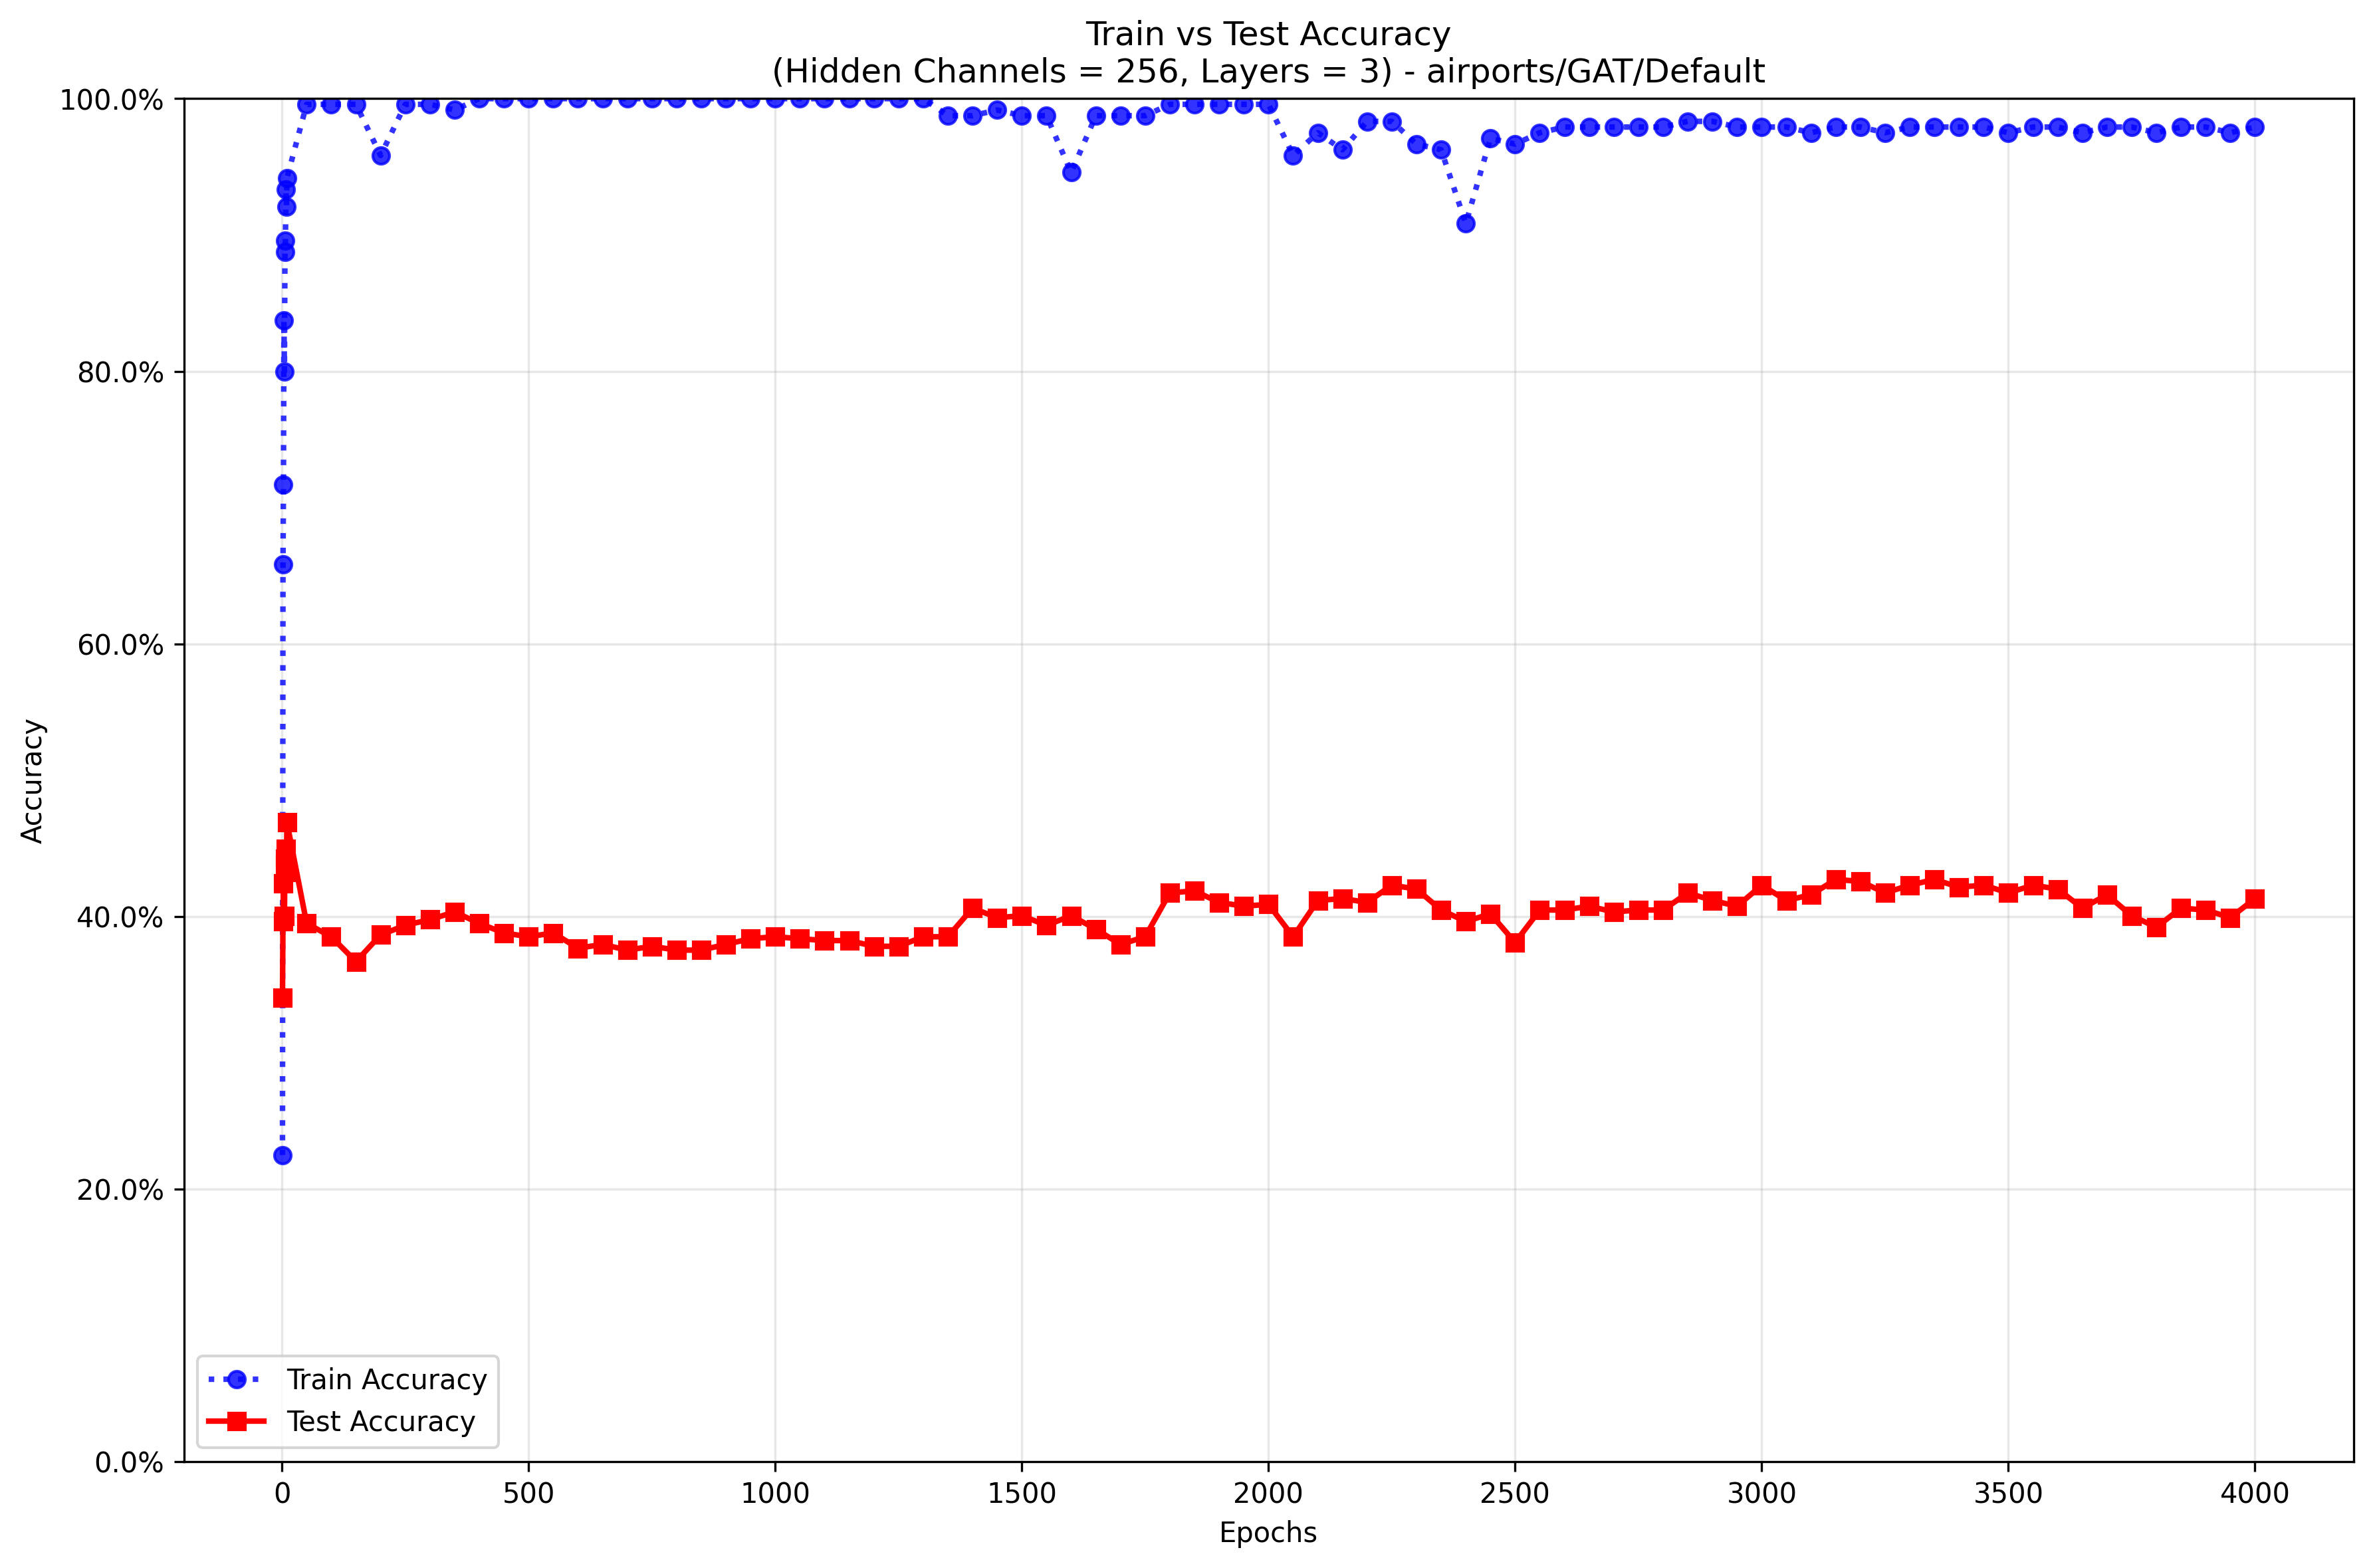 Train vs Test Accuracy
(Hidden Channels = 256, Layers = 3) - airports/GAT/Default
100.0%
80.0%
60.0%
40.0%
20.0%
0.0%
Accuracy
Train Accuracy
Test Accuracy
0 500 1000 1500 2000 2500 3000 3500 4000
Epochs